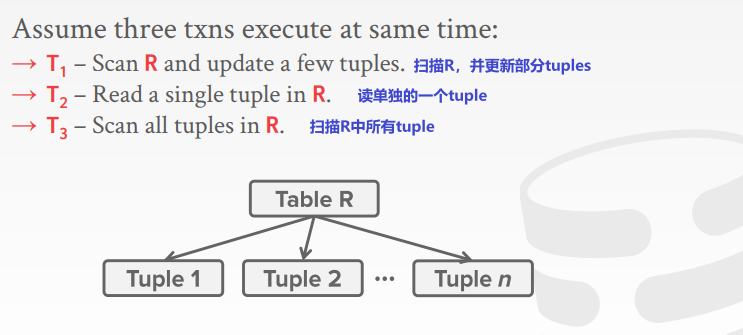 Assume three txns execute at same time:
→ T1 – Scan R and update a few tuples. 扫描R，并更新部分tuples
→ T2 – Read a single tuple in R. 读单独的一个tuple
→ T3 – Scan all tuples in R. 扫描R中所有tuple
Table R
Tuple 1 Tuple 2 ··· Tuple n